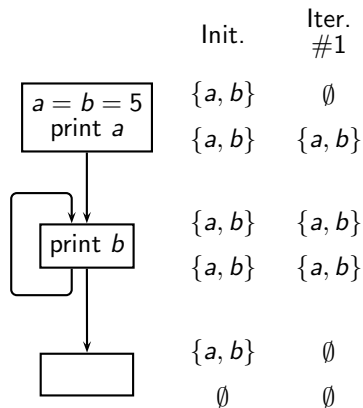 Init. Iter. #1
a = b = 5 {a, b} ∅
print a {a, b} {a, b}
{a, b} {a, b}
print b
{a, b} {a, b}
{a, b} ∅
∅ ∅